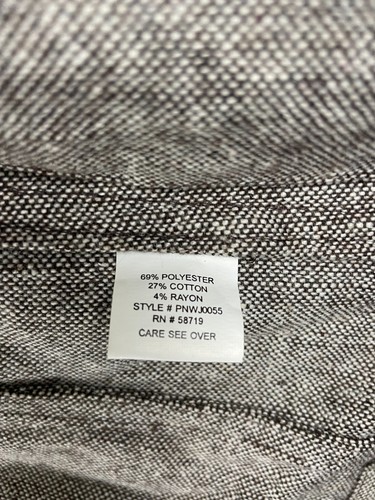 69% POLYESTER
27% COTTON
4% RAYON
STYLE # PNWJ0055
RN # 58719
CARE SEE OVER